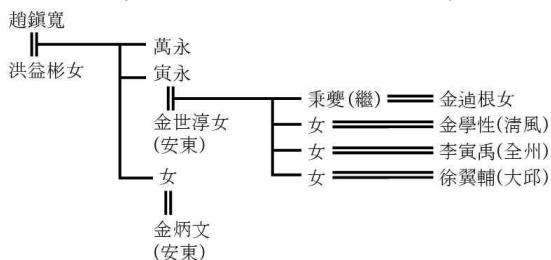 趙鎭寬
洪益彬女
萬永
寅永
金世淳女
(安東)
女
金炳文
(安東)
秉夔(繼) 金逌根女
女 金學性(淸風)
女 李寅禹(全州)
女 徐翼輔(大邱)